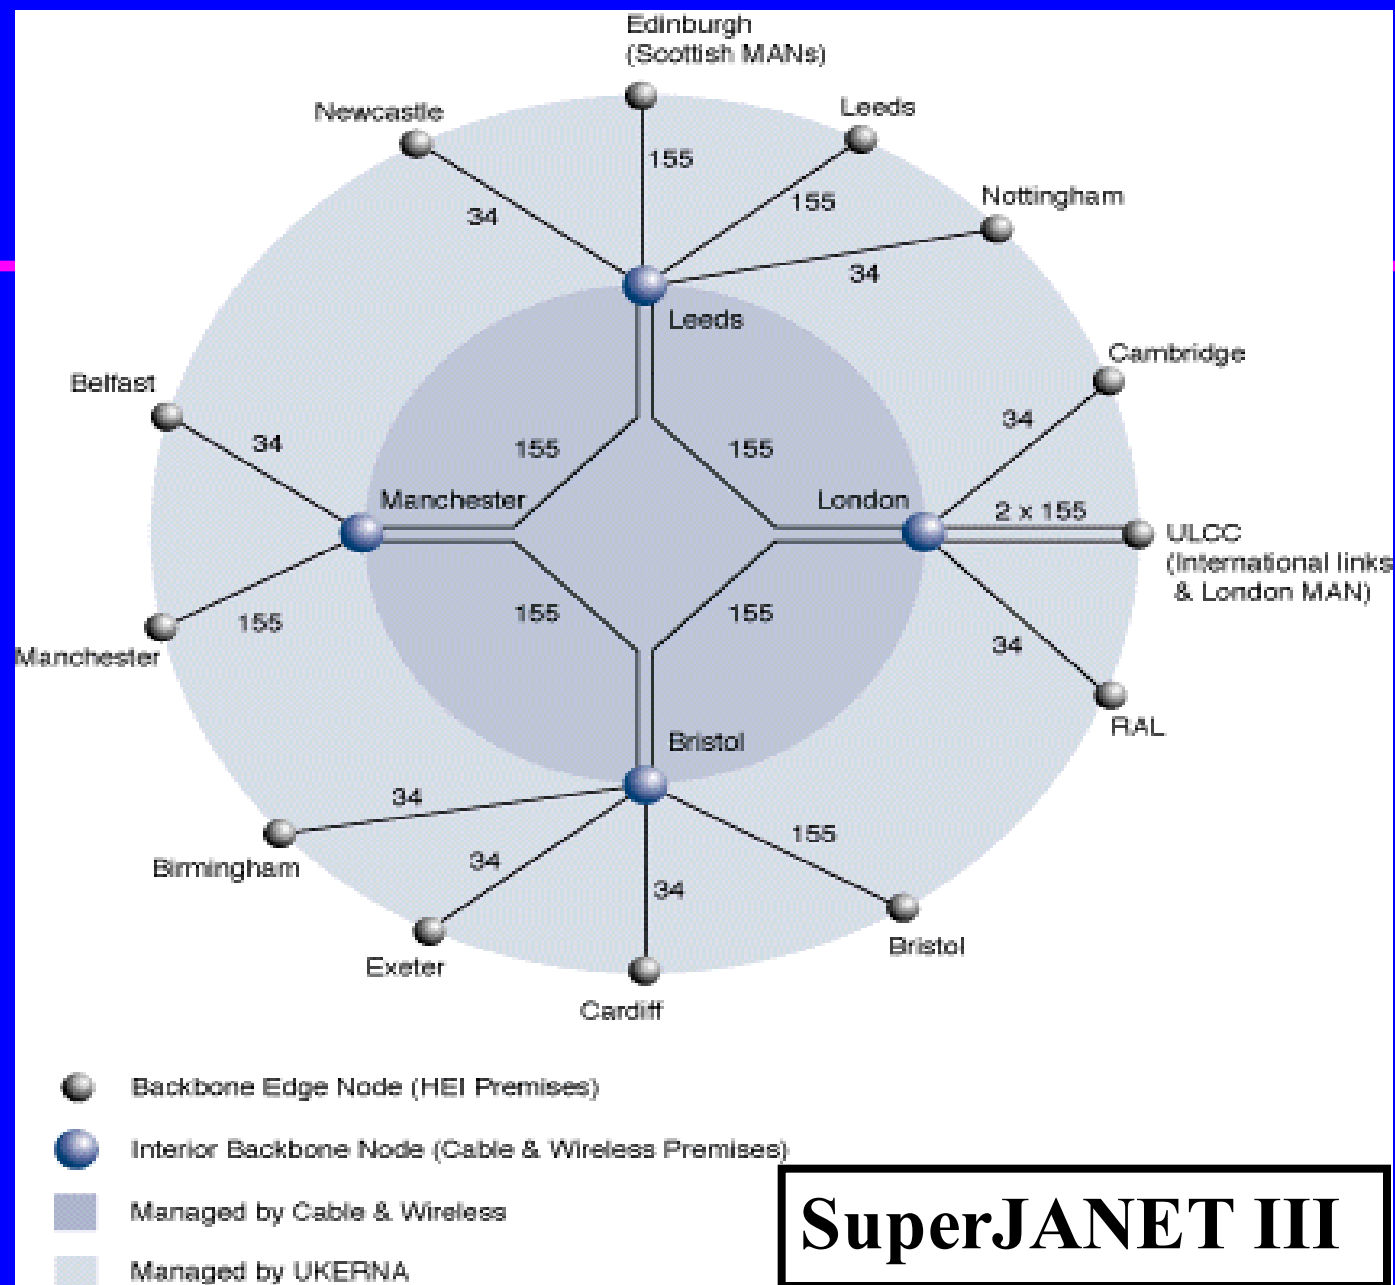 Edinburgh
(Scottish MANs)
Newcastle
Leeds
155
Nottingham
34
155
34
Leeds
Cambridge
Belfast
34
34
155
155
Manchester
London
2 x 155
ULCC
(International links
& London MAN)
155
155
155
34
Manchester
RAL
Bristol
34
155
34
Birmingham
34
Bristol
Exeter
Cardiff
Backbone Edge Node (HEI Premises)
Interior Backbone Node (Cable & Wireless Premises)
Managed by Cable & Wireless
SuperJANET III
Managed by UKERNA